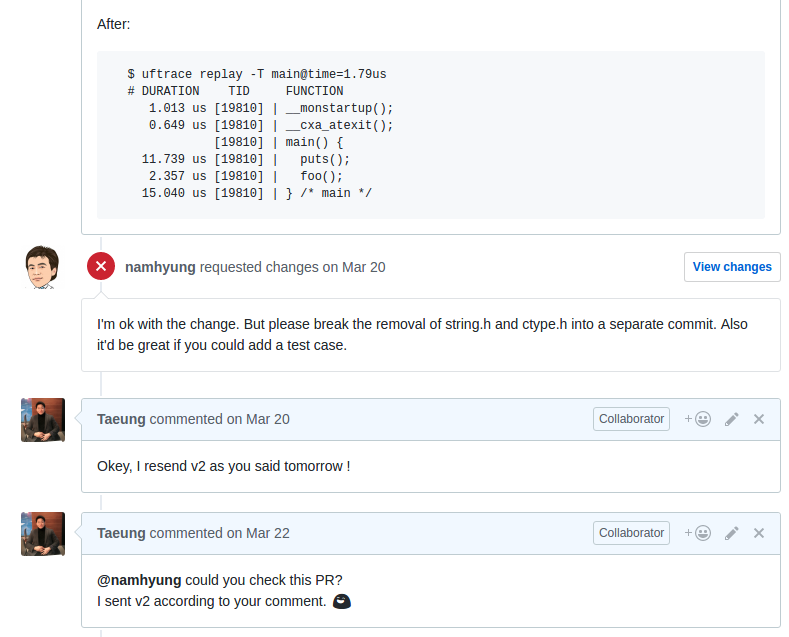 After:
$ uftrace replay -T main@time=1.79us
# DURATION    TID     FUNCTION
   1.013 us [19810] | __monstartup();
   0.649 us [19810] | __cxa_atexit();
            [19810] | main() {
  11.739 us [19810] |   puts();
   2.357 us [19810] |   foo();
  15.040 us [19810] | } /* main */
namhyung requested changes on Mar 20 View changes
I'm ok with the change. But please break the removal of string.h and ctype.h into a separate commit. Also
it'd be great if you could add a test case.
Taeung commented on Mar 20 Collaborator
Okey, I resend v2 as you said tomorrow !
Taeung commented on Mar 22 Collaborator
@namhyung could you check this PR?
I sent v2 according to your comment.